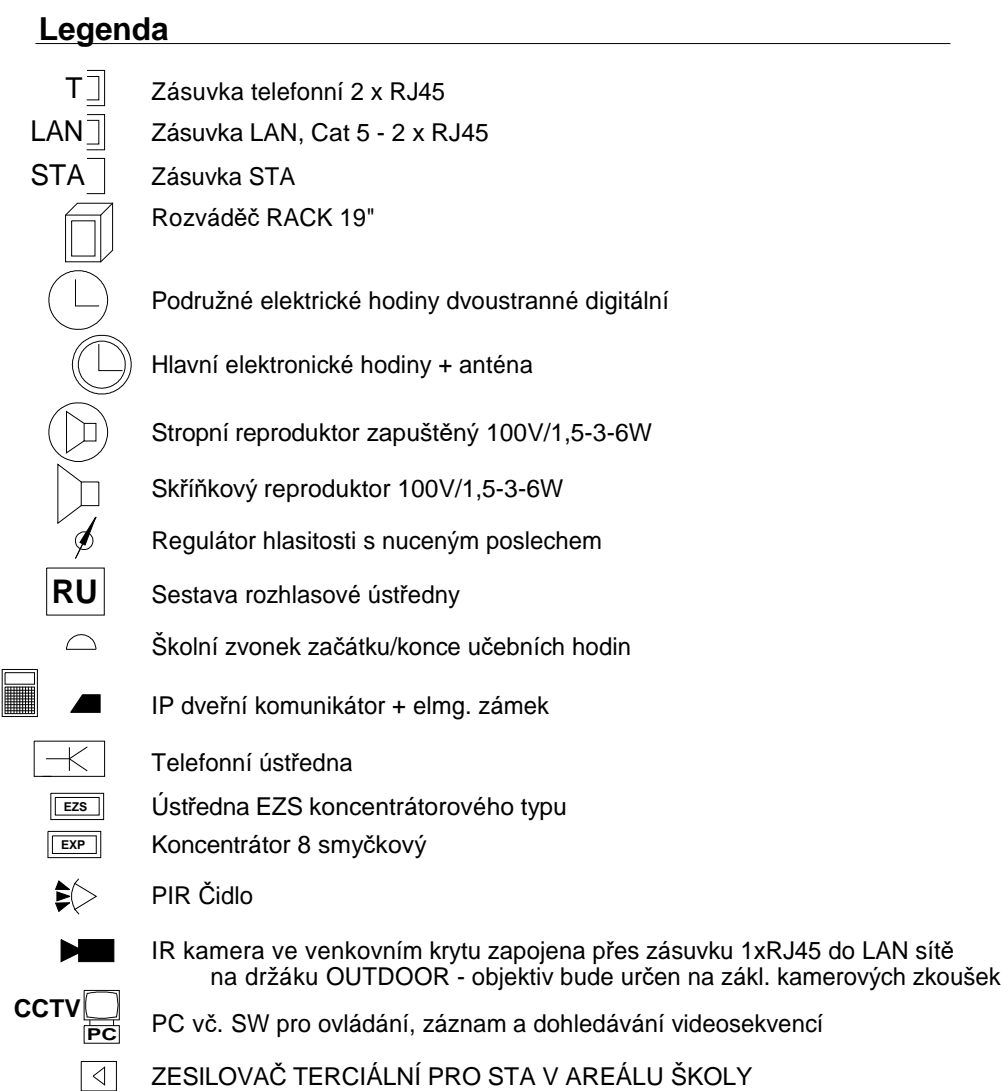 Legenda
T Zásuvka telefonní 2 x RJ45
LAN Zásuvka LAN, Cat 5 - 2 x RJ45
STA Zásuvka STA
Rozváděč RACK 19"
Podružné elektrické hodiny dvoustranné digitální
Hlavní elektronické hodiny + anténa
Stropní reproduktor zapuštěný 100V/1,5-3-6W
Skříňkový reproduktor 100V/1,5-3-6W
Regulátor hlasitosti s nuceným poslechem
RU Sestava rozhlasové ústředny
Školní zvonek začátku/konce učebních hodin
IP dveřní komunikátor + elmg. zámek
Telefonní ústředna
EZS Ústředna EZS koncentrátorového typu
EXP Koncentrátor 8 smyčkový
PIR Čidlo
IR kamera ve venkovním krytu zapojena přes zásuvku 1xRJ45 do LAN sítě
na držáku OUTDOOR - objektiv bude určen na zákl. kamerových zkoušek
CCTV PC PC vč. SW pro ovládání, záznam a dohledávání videosekvencí
ZESILOVAČ TERCIÁLNÍ PRO STA V AREÁLU ŠKOLY